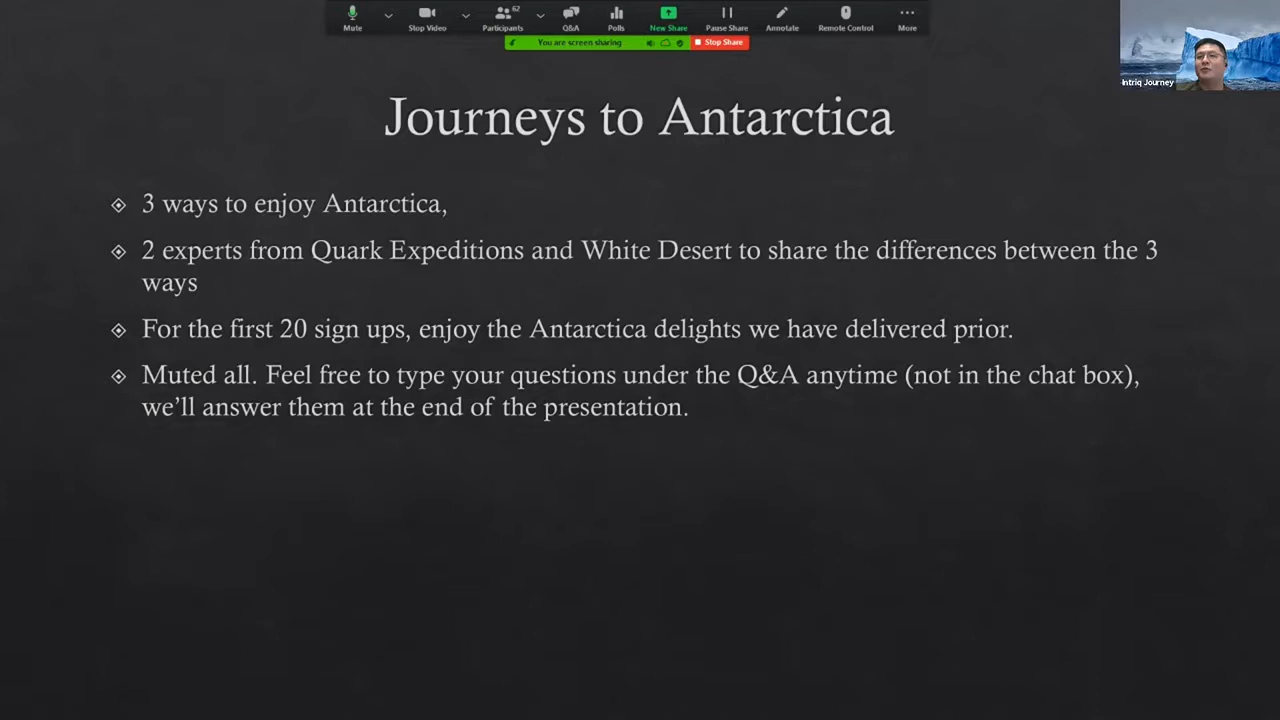 62
Mute
Stop Video
Participants
Q&A
Polls
New Share
Pause Share
Annotate
Remote Control
More
You are screen sharing
Stop Share
Intriq Journey
Journeys to Antarctica
3 ways to enjoy Antarctica,
2 experts from Quark Expeditions and White Desert to share the differences between the 3
ways
For the first 20 sign ups, enjoy the Antarctica delights we have delivered prior.
Muted all. Feel free to type your questions under the Q&A anytime (not in the chat box),
we'll answer them at the end of the presentation.